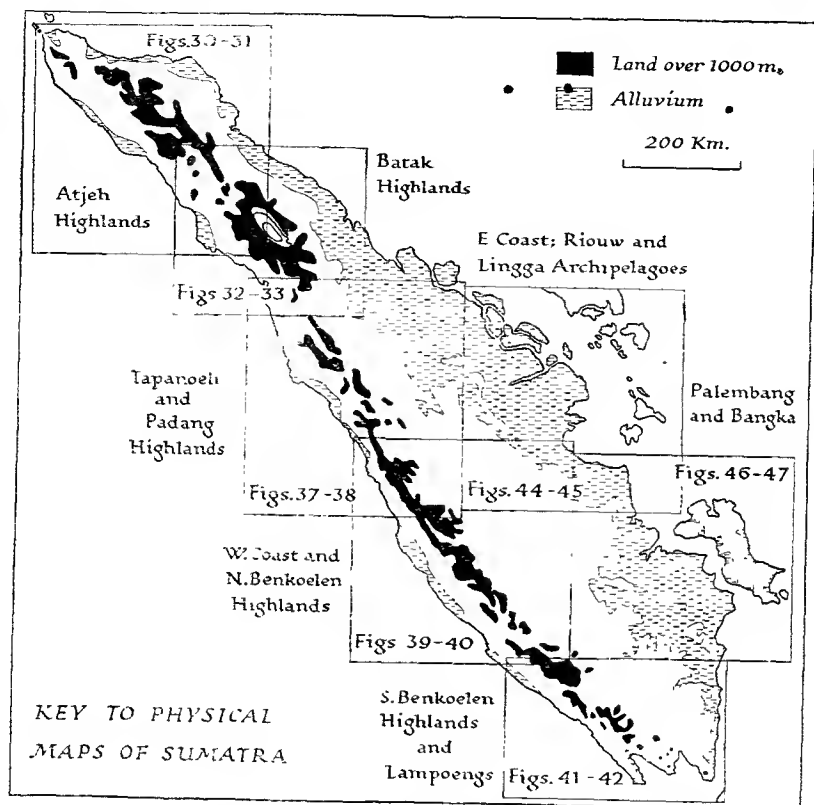 Figs.30-31
Land over 1000 m.
Alluvium
200 Km.
Batak
Highlands
Atjeh
Highlands
E Coast; Riouw and
Lingga Archipelagoes
Figs 32-33
Tapanoeli
and
Padang
Highlands
Palembang
and Bangka
Figs. 46-47
Figs. 37-38
Figs. 44-45
W. Coast and
N. Benkoelen
Highlands
Figs 39-40
S. Benkoelen
Highlands
and
Lampoengs
Figs. 41-42
KEY TO PHYSICAL
MAPS OF SUMATRA